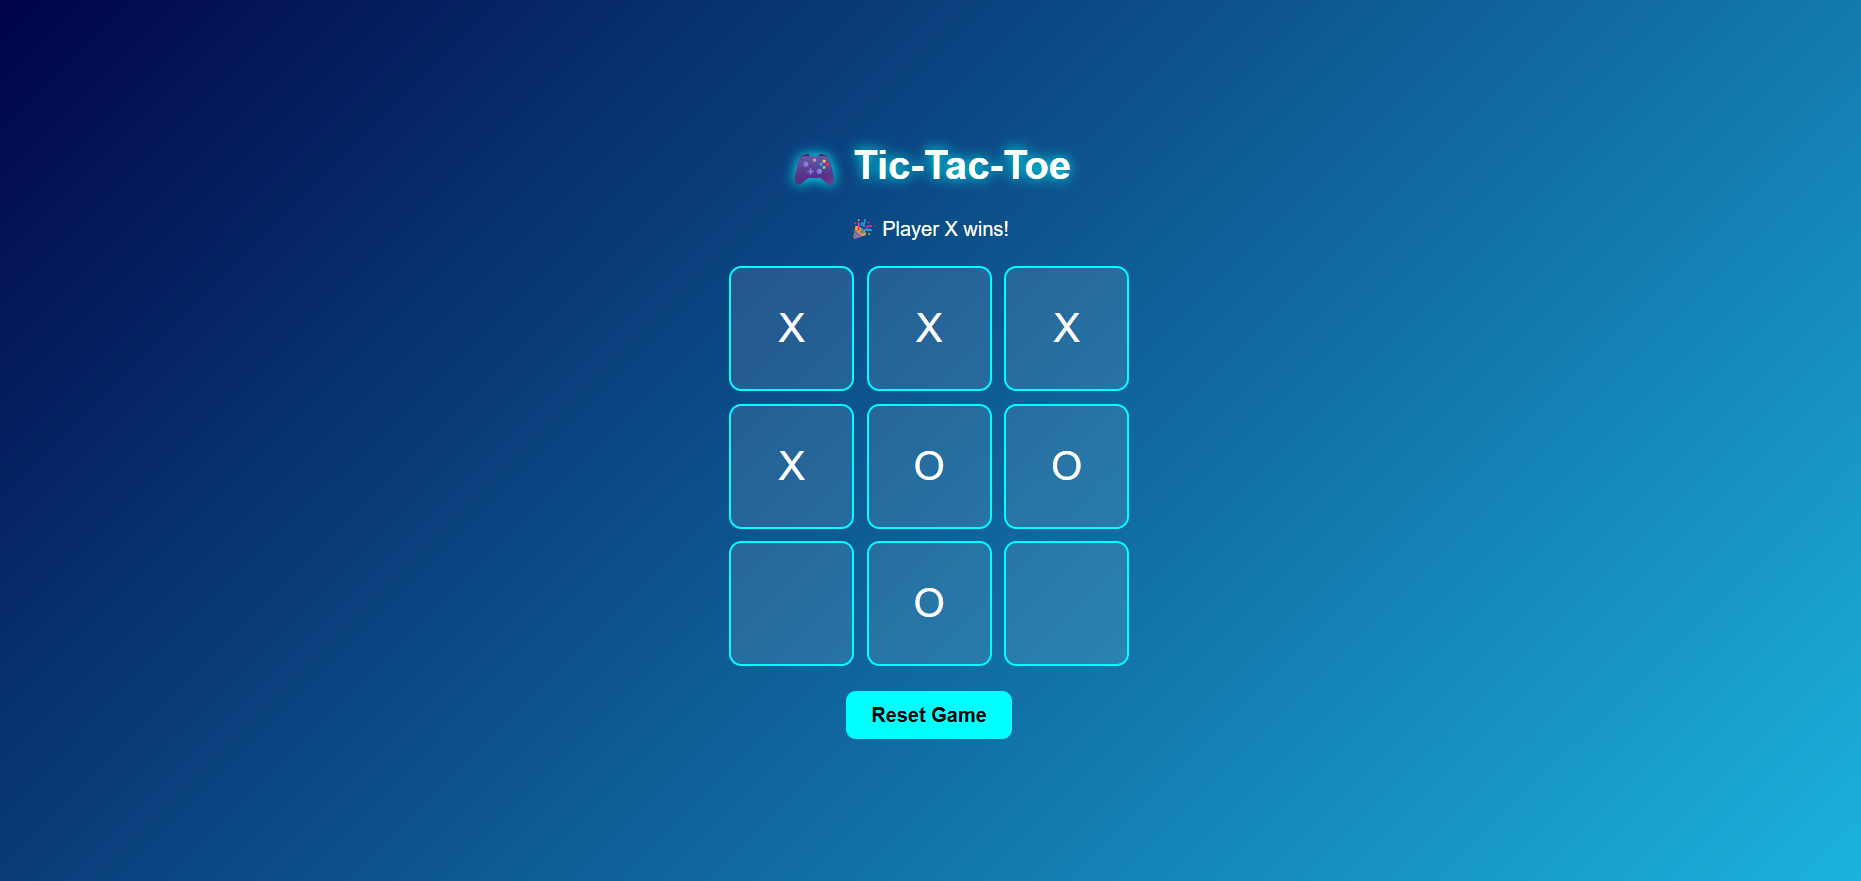 🎮 Tic-Tac-Toe
🎉 Player X wins!
X X X
X O O
O
Reset Game